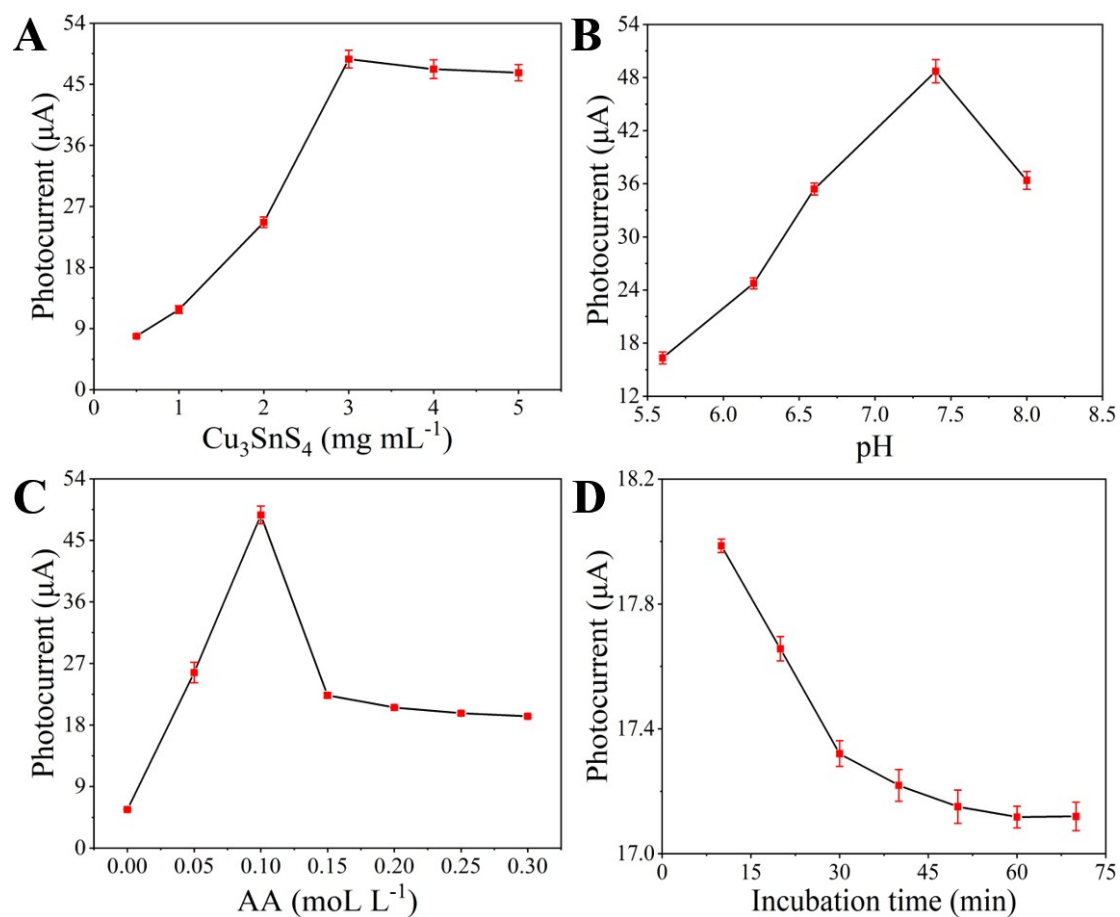 A
Photocurrent (μA)
54
45
36
27
18
9
0
0 1 2 3 4 5
Cu₃SnS₄ (mg mL⁻¹)
B
Photocurrent (μA)
54
48
42
36
30
24
18
12
5.5 6.0 6.5 7.0 7.5 8.0 8.5
pH
C
Photocurrent (μA)
54
45
36
27
18
9
0
0.00 0.05 0.10 0.15 0.20 0.25 0.30
AA (moL L⁻¹)
D
Photocurrent (μA)
18.2
17.8
17.4
17.0
0 15 30 45 60 75
Incubation time (min)